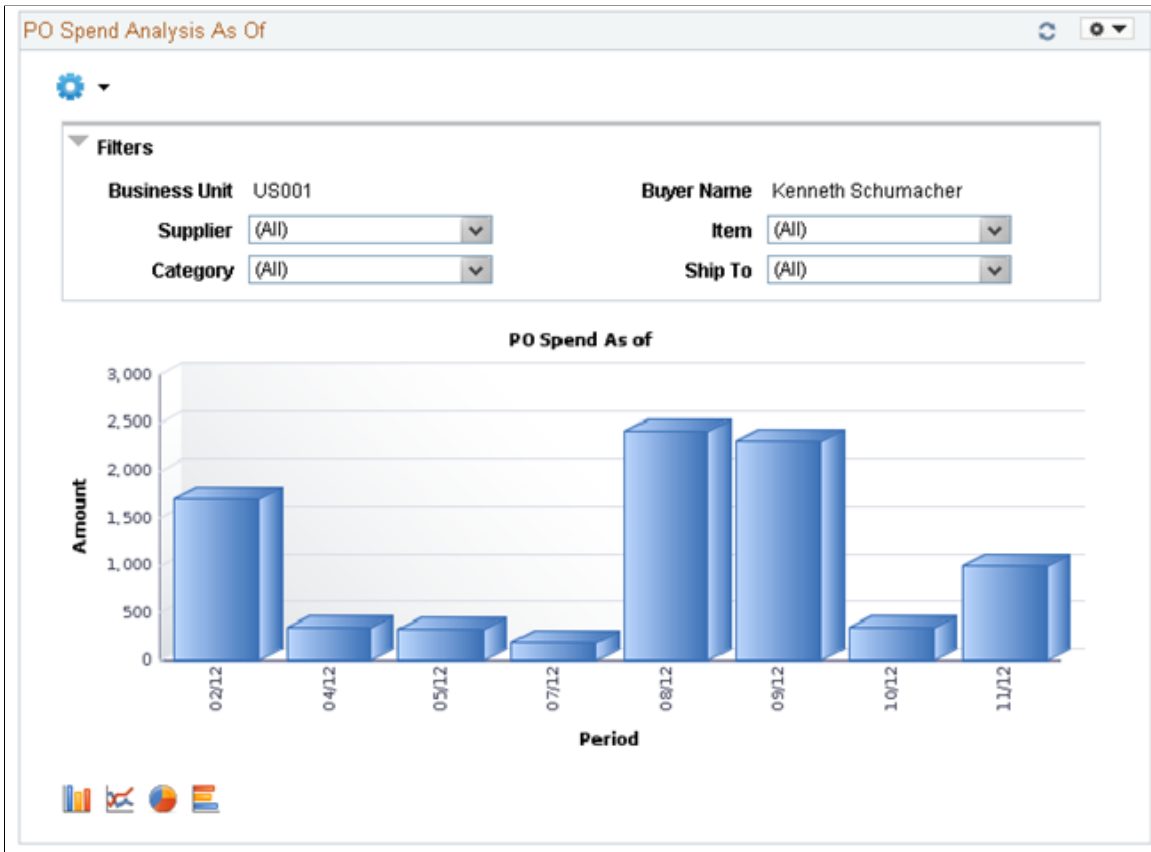 PO Spend Analysis As Of
Filters
Business Unit US001 Buyer Name Kenneth Schumacher
Supplier (All) Item (All)
Category (All) Ship To (All)
PO Spend As of
3,000
2,500
2,000
1,500
1,000
500
0
Amount
02/12 04/12 05/12 07/12 08/12 09/12 10/12 11/12
Period